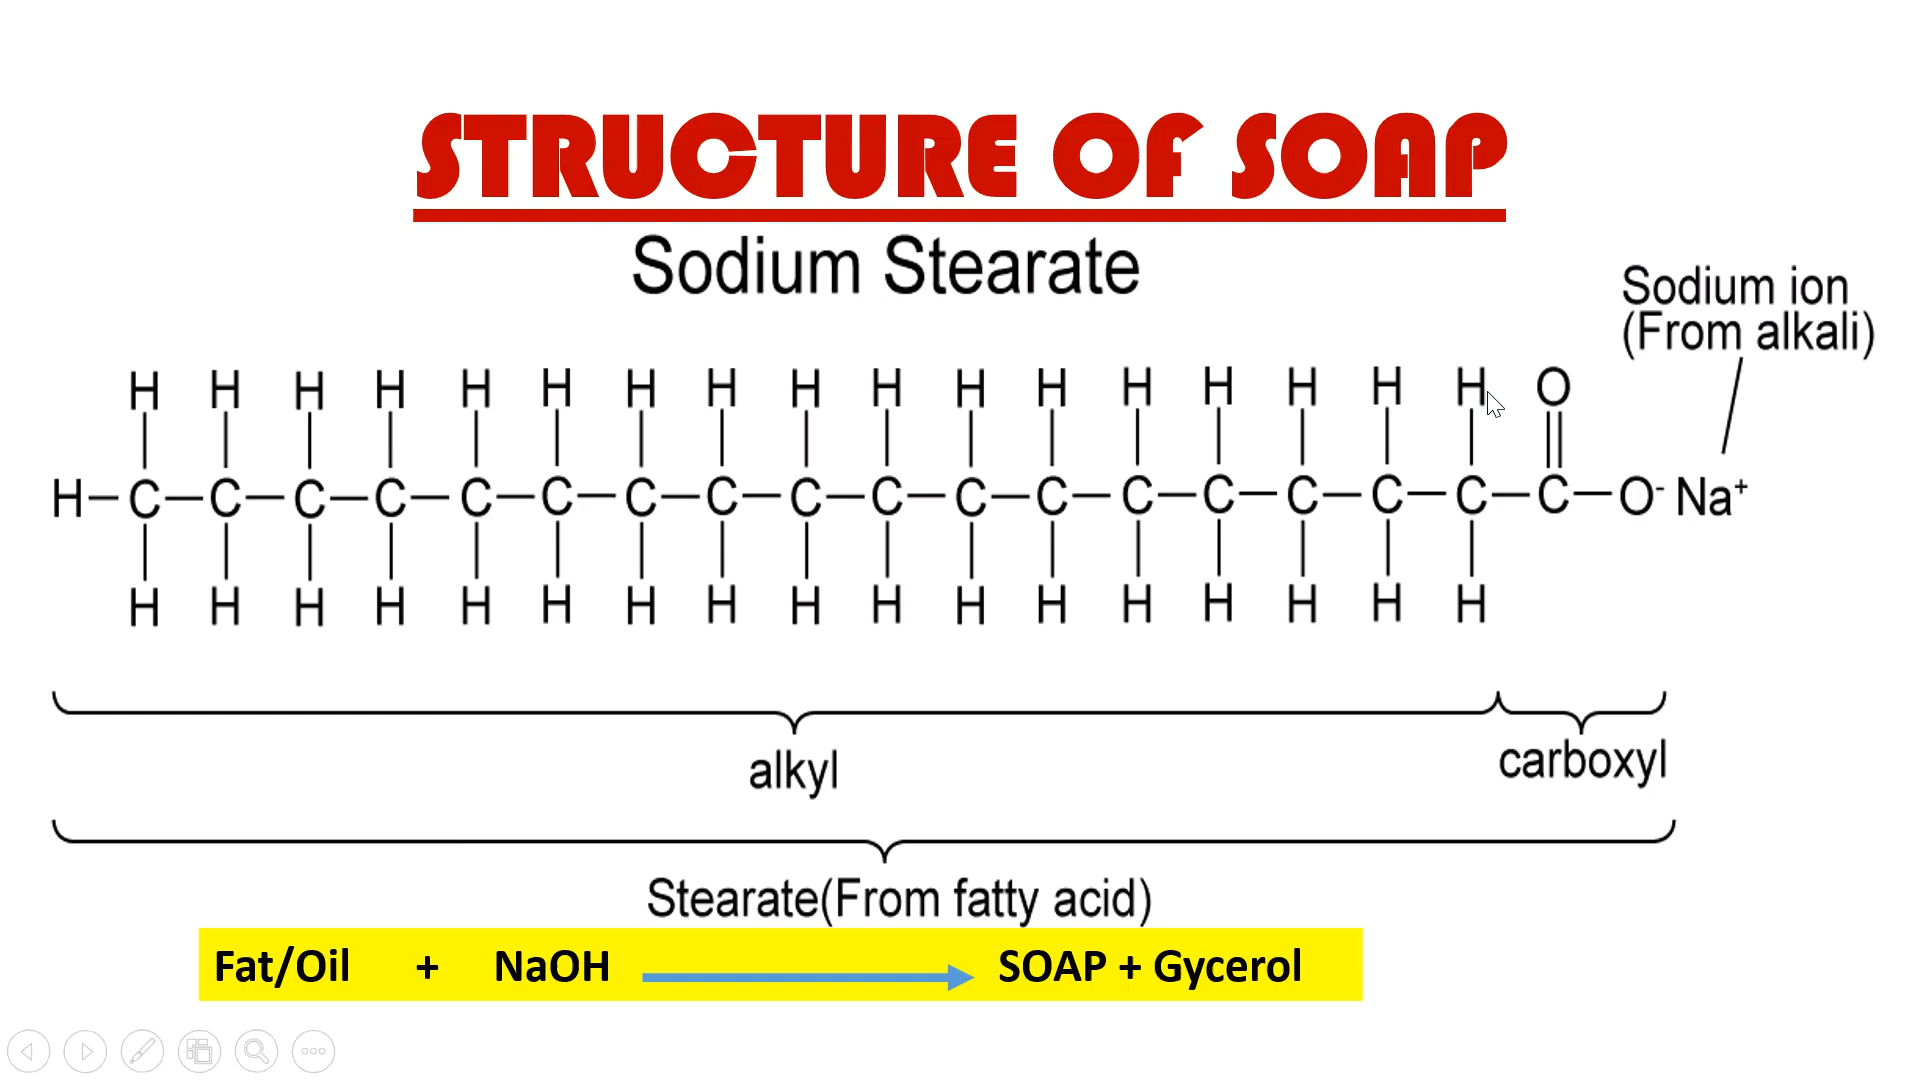 STRUCTURE OF SOAP
Sodium Stearate
Sodium ion
(From alkali)
H H H H H H H H H H H H H H H H H O
H–C–C–C–C–C–C–C–C–C–C–C–C–C–C–C–C–C–C–O⁻ Na⁺
H H H H H H H H H H H H H H H H H
alkyl
carboxyl
Stearate(From fatty acid)
Fat/Oil + NaOH → SOAP + Gycerol